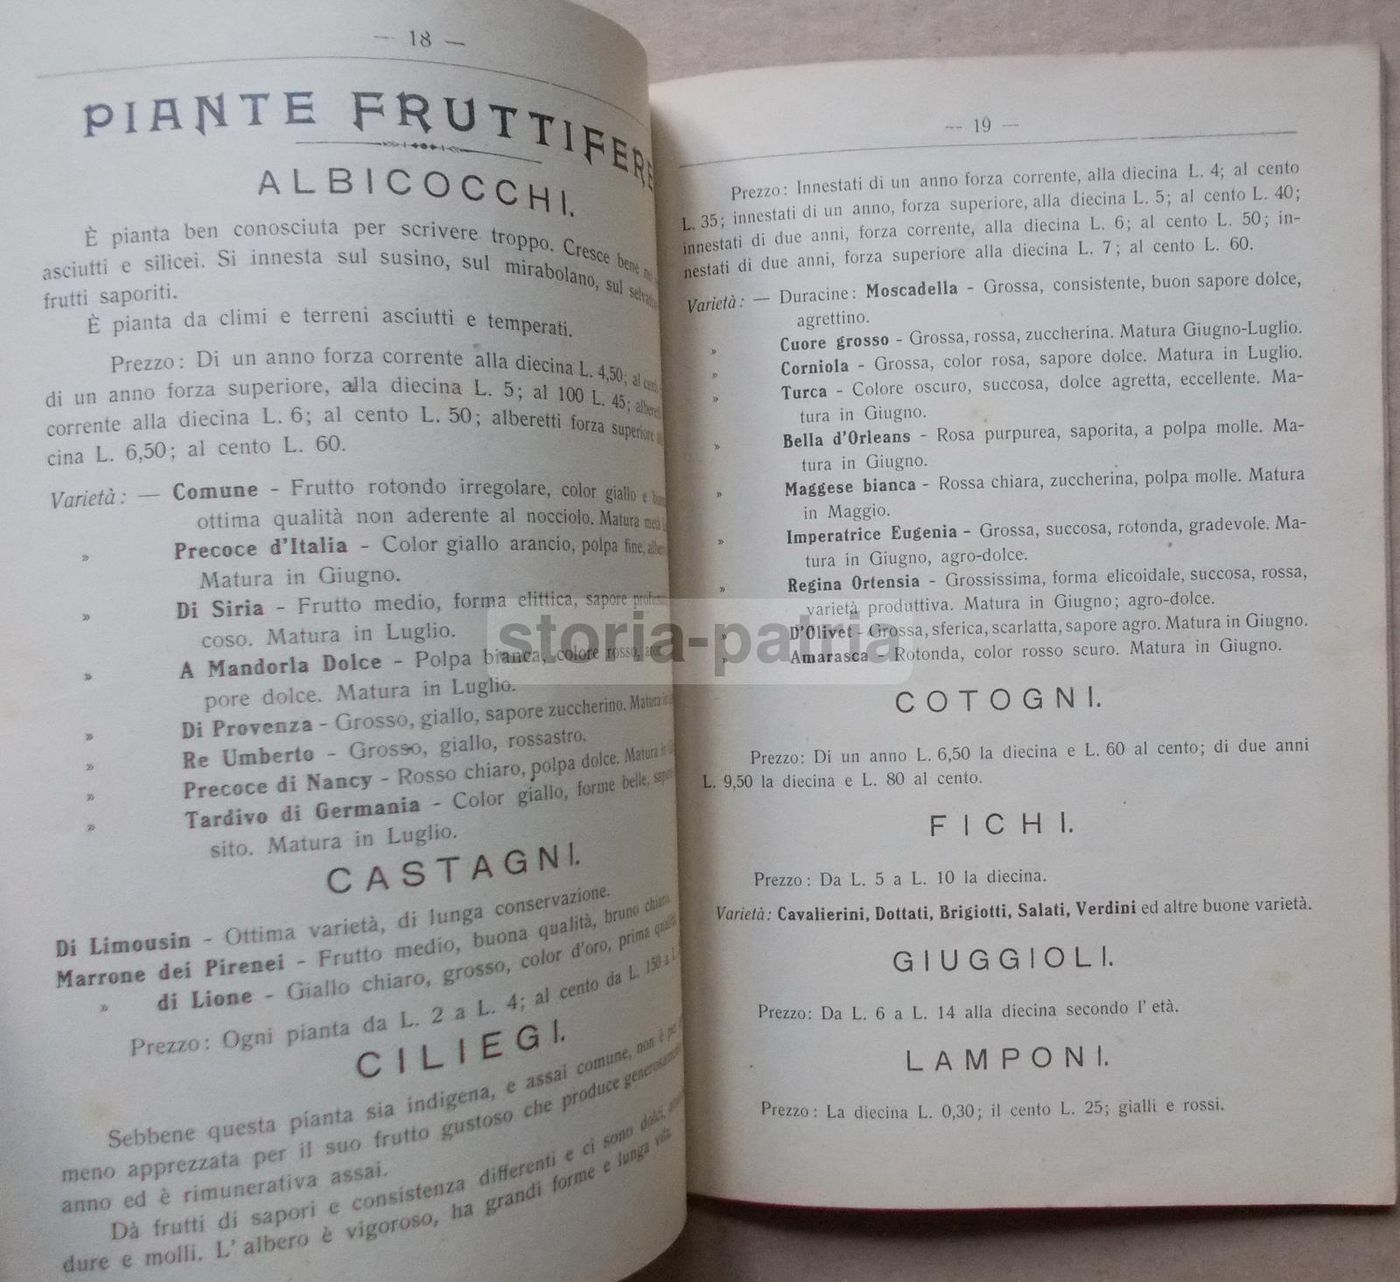 — 18 —
PIANTE FRUTTIFERE
ALBICOCCHI.
È pianta ben conosciuta per scrivere troppo. Cresce bene
asciutti e silicei. Si innesta sul susino, sul mirabolano, sul
frutti saporiti.
È pianta da climi e terreni asciutti e temperati.
Prezzo: Di un anno forza corrente alla diecina L. 4,50; al
di un anno forza superiore, alla diecina L. 5; al 100 L. 45;
corrente alla diecina L. 6; al cento L. 50; alberetti forza superiore
cina L. 6,50; al cento L. 60.
Varietà: — Comune - Frutto rotondo irregolare, color giallo e
ottima qualità non aderente al nocciolo. Matura
» Precoce d'Italia - Color giallo arancio, polpa fine,
Matura in Giugno.
» Di Siria - Frutto medio, forma elittica, sapore
coso. Matura in Luglio.
» A Mandorla Dolce - Polpa bianca, colore rosso,
pore dolce. Matura in Luglio.
» Di Provenza - Grosso, giallo, sapore zuccherino. Matura
» Re Umberto - Grosso, giallo, rossastro.
» Precoce di Nancy - Rosso chiaro, polpa dolce. Matura
» Tardivo di Germania - Color giallo, forme belle,
sito. Matura in Luglio.
CASTAGNI.
Di Limousin - Ottima varietà, di lunga conservazione.
Marrone dei Pirenei - Frutto medio, buona qualità, bruno chiaro.
» di Lione - Giallo chiaro, grosso, color d'oro, prima
Prezzo: Ogni pianta da L. 2 a L. 4; al cento da L. 150 a
CILIEGI.
Sebbene questa pianta sia indigena, e assai comune, non è
meno apprezzata per il suo frutto gustoso che produce
anno ed è rimunerativa assai.
Dà frutti di sapori e consistenza differenti e ci sono dolci,
dure e molli. L'albero è vigoroso, ha grandi forme e lunga vita
— 19 —
Prezzo: Innestati di un anno forza corrente, alla diecina L. 4; al cento
L. 35; innestati di un anno, forza superiore, alla diecina L. 5; al cento L. 40;
innestati di due anni, forza corrente, alla diecina L. 6; al cento L. 50; in-
nestati di due anni, forza superiore alla diecina L. 7; al cento L. 60.
Varietà: — Duracine: Moscadella - Grossa, consistente, buon sapore dolce,
agrettino.
» Cuore grosso - Grossa, rossa, zuccherina. Matura Giugno-Luglio.
» Corniola - Grossa, color rosa, sapore dolce. Matura in Luglio.
» Turca - Colore oscuro, succosa, dolce agretta, eccellente. Ma-
tura in Giugno.
» Bella d'Orleans - Rosa purpurea, saporita, a polpa molle. Ma-
tura in Giugno.
» Maggese bianca - Rossa chiara, zuccherina, polpa molle. Matura
in Maggio.
» Imperatrice Eugenia - Grossa, succosa, rotonda, gradevole. Ma-
tura in Giugno, agro-dolce.
» Regina Ortensia - Grossissima, forma elicoidale, succosa, rossa,
varietà produttiva. Matura in Giugno; agro-dolce.
» D'Olivet - Grossa, sferica, scarlatta, sapore agro. Matura in Giugno.
» Amarasca - Rotonda, color rosso scuro. Matura in Giugno.
COTOGNI.
Prezzo: Di un anno L. 6,50 la diecina e L. 60 al cento; di due anni
L. 9,50 la diecina e L. 80 al cento.
FICHI.
Prezzo: Da L. 5 a L. 10 la diecina.
Varietà: Cavalierini, Dottati, Brigiotti, Salati, Verdini ed altre buone varietà.
GIUGGIOLI.
Prezzo: Da L. 6 a L. 14 alla diecina secondo l'età.
LAMPONI.
Prezzo: La diecina L. 0,30; il cento L. 25; gialli e rossi.
storia-patria